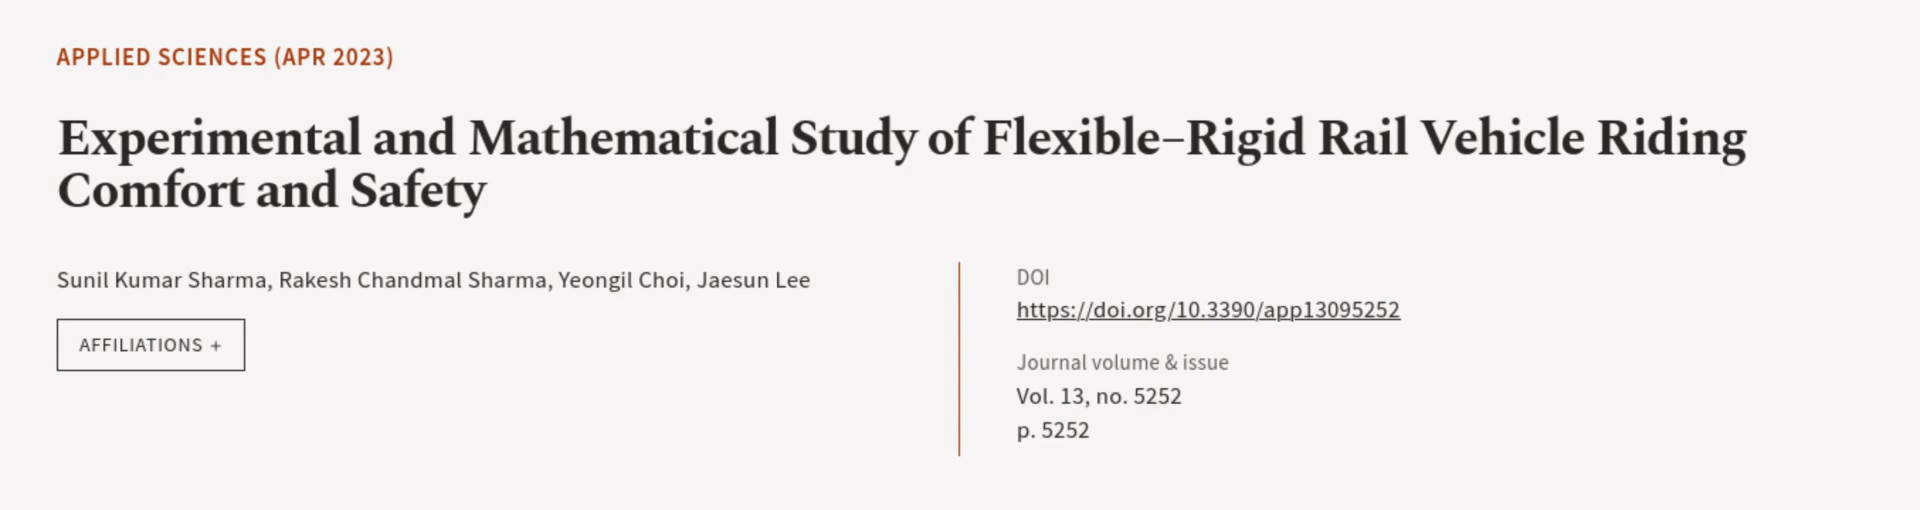 APPLIED SCIENCES (APR 2023)
Experimental and Mathematical Study of Flexible–Rigid Rail Vehicle Riding
Comfort and Safety
Sunil Kumar Sharma, Rakesh Chandmal Sharma, Yeongil Choi, Jaesun Lee
AFFILIATIONS +
DOI
https://doi.org/10.3390/app13095252
Journal volume & issue
Vol. 13, no. 5252
p. 5252